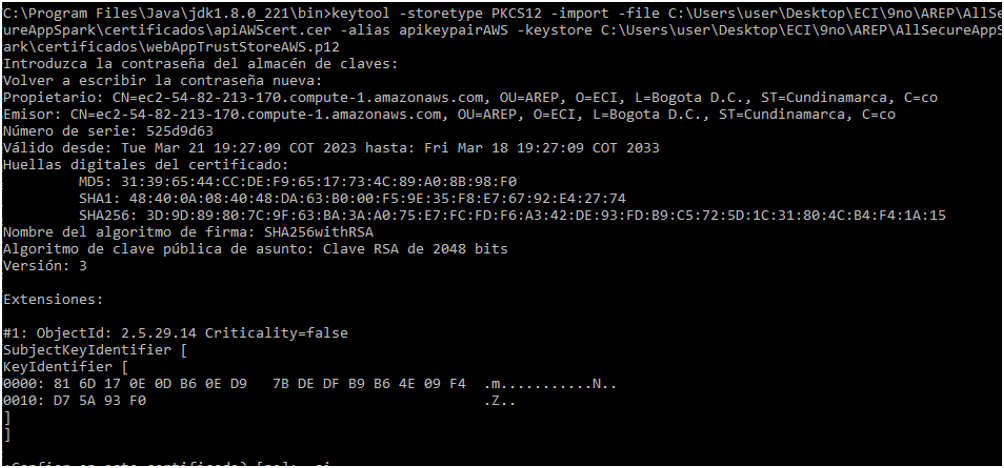 C:\Program Files\Java\jdk1.8.0_221\bin>keytool -storetype PKCS12 -import -file C:\Users\user\Desktop\ECI\9no\AREP\AllSec
ureAppSpark\certificados\apiAWScert.cer -alias apikeypairAWS -keystore C:\Users\user\Desktop\ECI\9no\AREP\AllSecureAppS
park\certificados\webAppTrustStoreAWS.p12
Introduzca la contraseña del almacén de claves:
Volver a escribir la contraseña nueva:
Propietario: CN=ec2-54-82-213-170.compute-1.amazonaws.com, OU=AREP, O=ECI, L=Bogota D.C., ST=Cundinamarca, C=co
Emisor: CN=ec2-54-82-213-170.compute-1.amazonaws.com, OU=AREP, O=ECI, L=Bogota D.C., ST=Cundinamarca, C=co
Número de serie: 525d9d63
Válido desde: Tue Mar 21 19:27:09 COT 2023 hasta: Fri Mar 18 19:27:09 COT 2033
Huellas digitales del certificado:
MD5: 31:39:65:44:CC:DE:F9:65:17:73:4C:89:A0:8B:98:F0
SHA1: 48:40:0A:08:40:48:DA:63:B0:00:F5:9E:35:F8:E7:67:92:E4:27:74
SHA256: 3D:9D:89:80:7C:9F:63:BA:3A:A0:75:E7:FC:FD:F6:A3:42:DE:93:FD:B9:C5:72:5D:1C:31:80:4C:B4:F4:1A:15
Nombre del algoritmo de firma: SHA256withRSA
Algoritmo de clave pública de asunto: Clave RSA de 2048 bits
Versión: 3
Extensiones:
#1: ObjectId: 2.5.29.14 Criticality=false
SubjectKeyIdentifier [
KeyIdentifier [
0000: 81 6D 17 0E 0D B6 0E D9   7B DE DF B9 B6 4E 09 F4  .m...........N..
0010: D7 5A 93 F0                                        .Z..
]
]